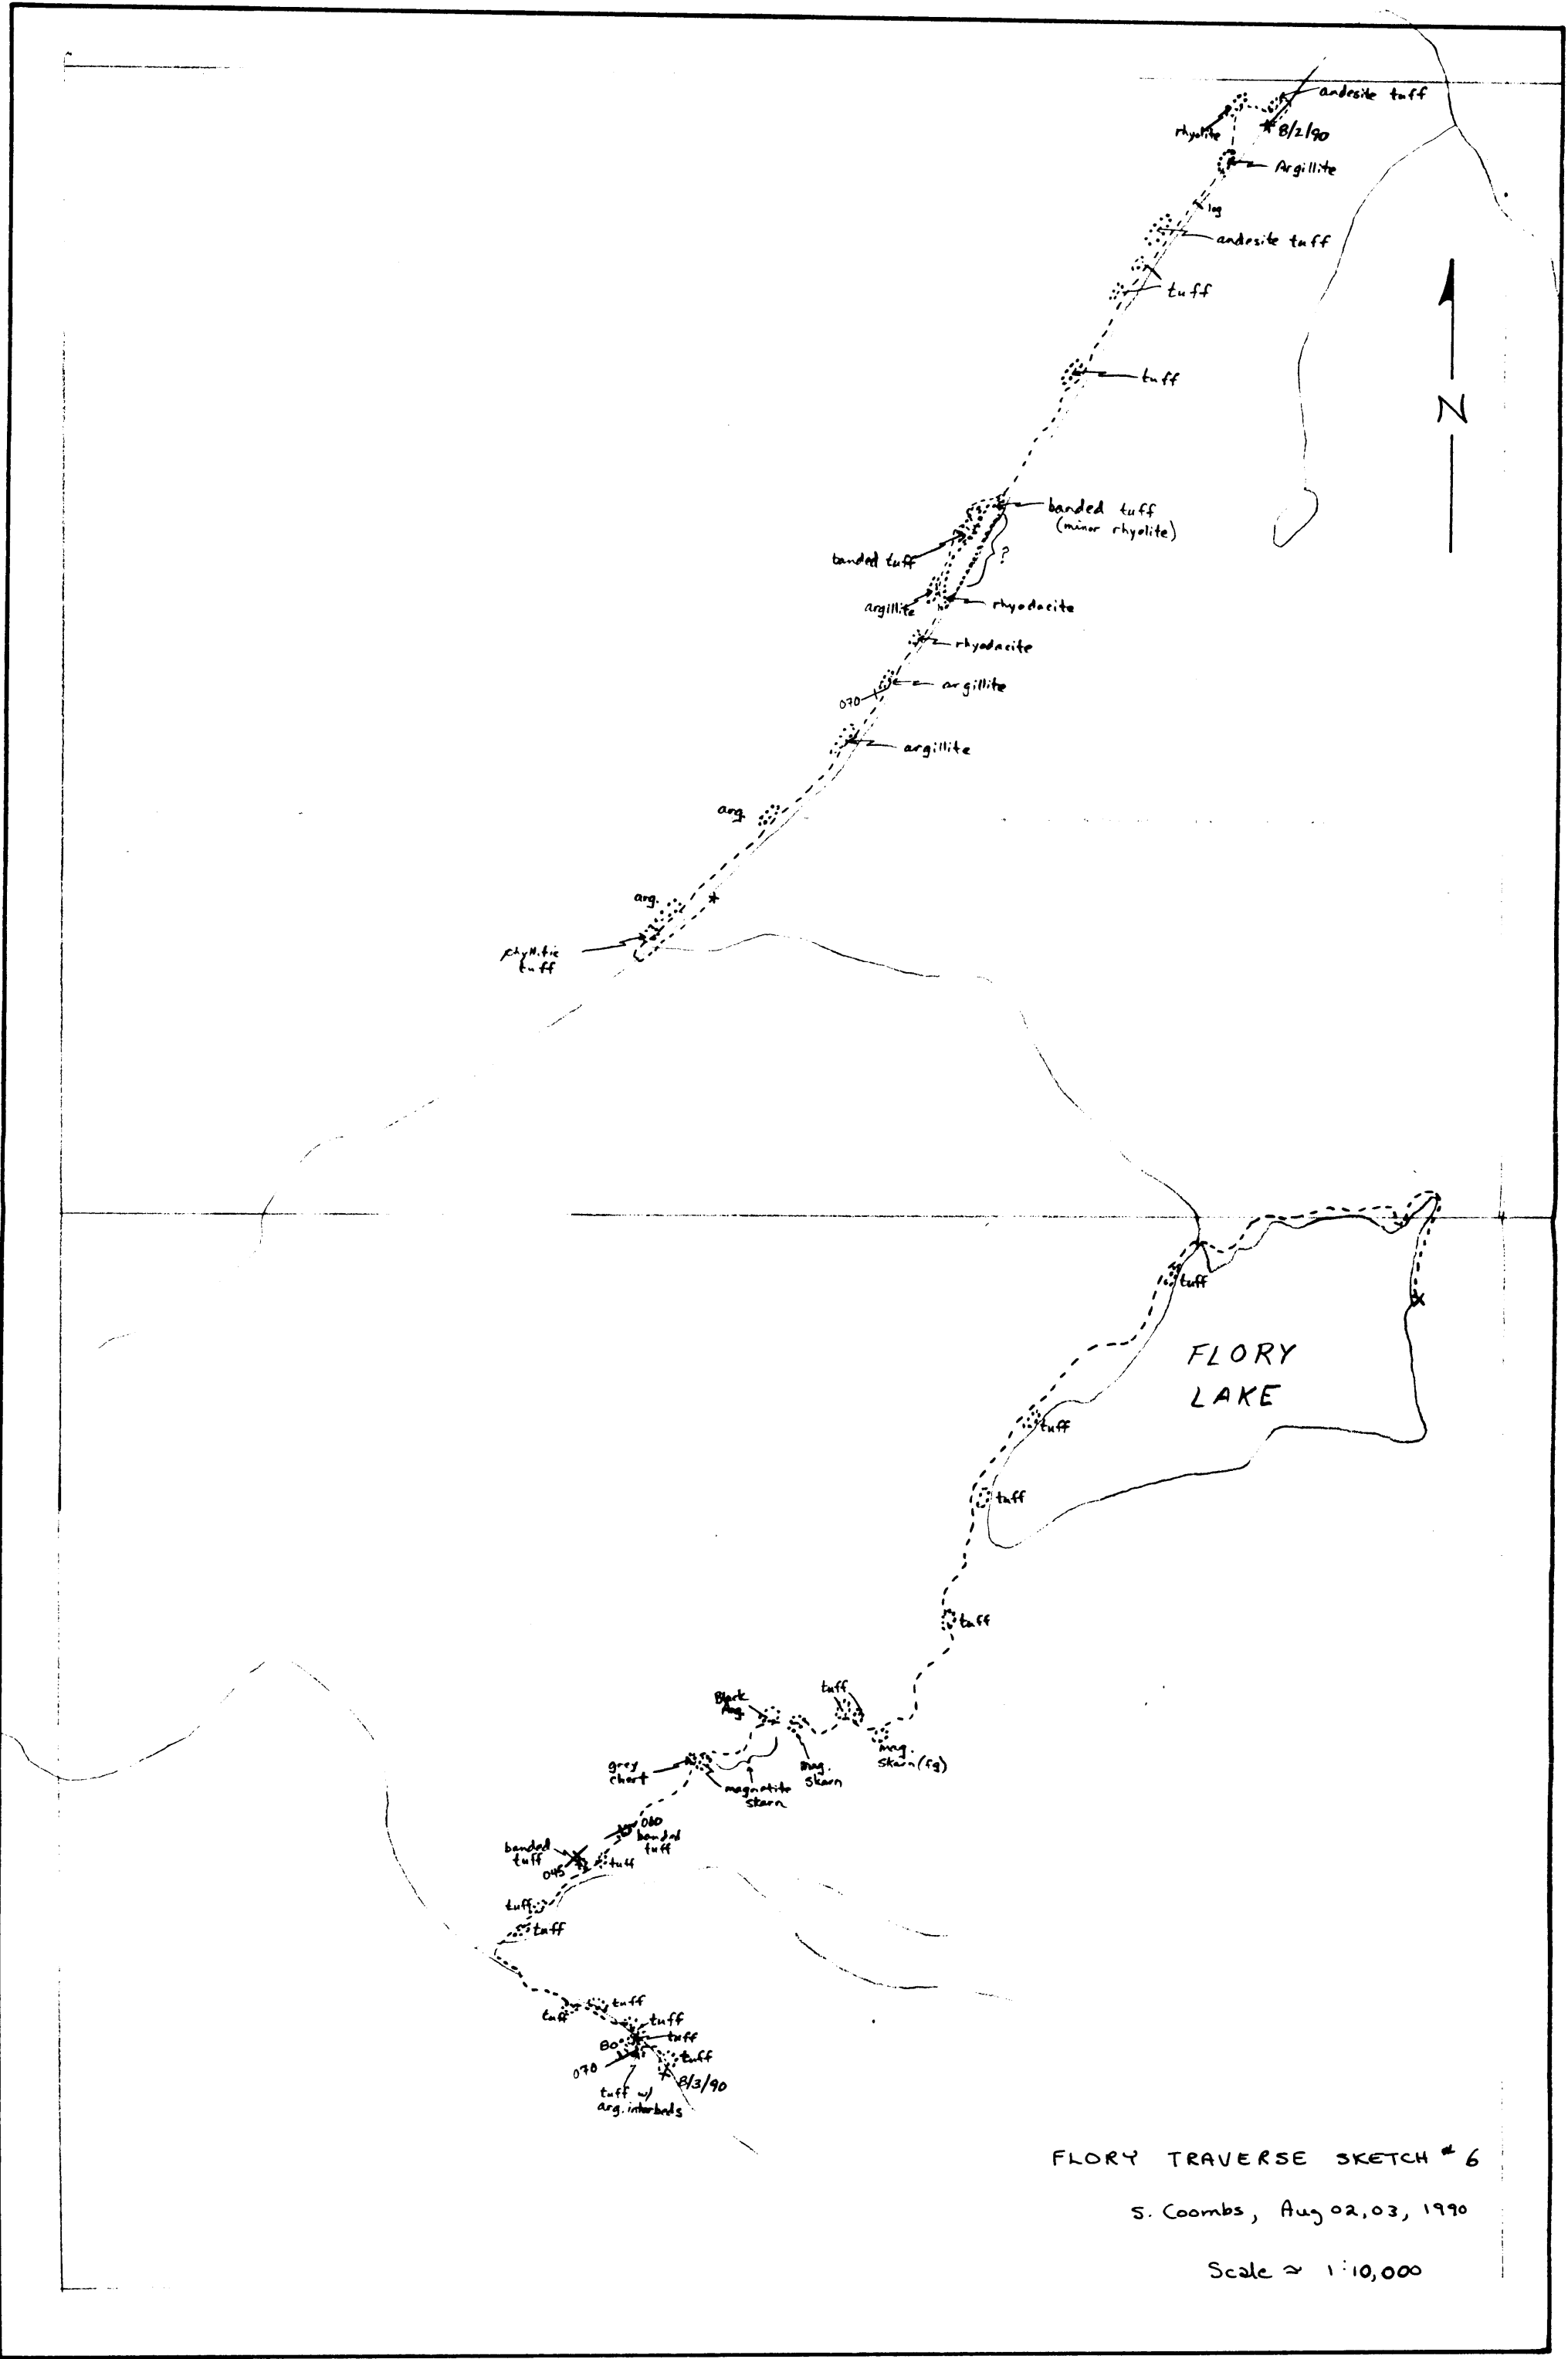 andesite tuff
rhyolite
8/2/90
Argillite
log
andesite tuff
tuff
tuff
N
banded tuff
(minor rhyolite)
?
banded tuff
argillite
rhyodacite
rhyodacite
argillite
070
argillite
arg.
arg.
phyllitic
tuff
tuff
FLORY
LAKE
tuff
tuff
tuff
tuff
Black
Arg.
mag.
skarn (fg)
mag.
skarn
grey
chert
magnetite
skarn
060
banded
tuff
banded
tuff
045
tuff
tuff
tuff
tuff
tuff
tuff
tuff
80
tuff
070
8/3/90
tuff w/
arg. interbeds
FLORY TRAVERSE SKETCH # 6
S. Coombs, Aug 02,03, 1990
Scale ≈ 1:10,000